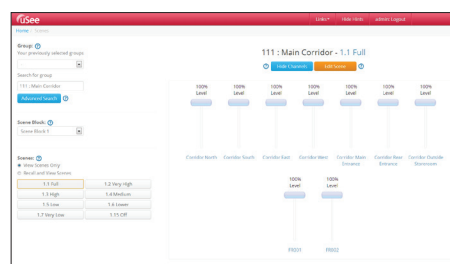 uSee
Links Hide Hints admin Logout
Home / Scenes
Group:
Your previously selected groups
Search for group
111 : Main Corridor
Advanced Search
Scene Block:
Scene Block 1
Scenes:
View Scenes Only
Recall and View Scenes
1.1 Full 1.2 Very High
1.3 High 1.4 Medium
1.5 Low 1.6 Lower
1.7 Very Low 1.15 Off
111 : Main Corridor - 1.1 Full
Hide Channels Edit Scene
100% 100% 100% 100% 100% 100% 100%
Level Level Level Level Level Level Level
Corridor North Corridor South Corridor East Corridor West Corridor Main Corridor Rear Corridor Outside
Entrance Entrance
100% 100%
Level Level